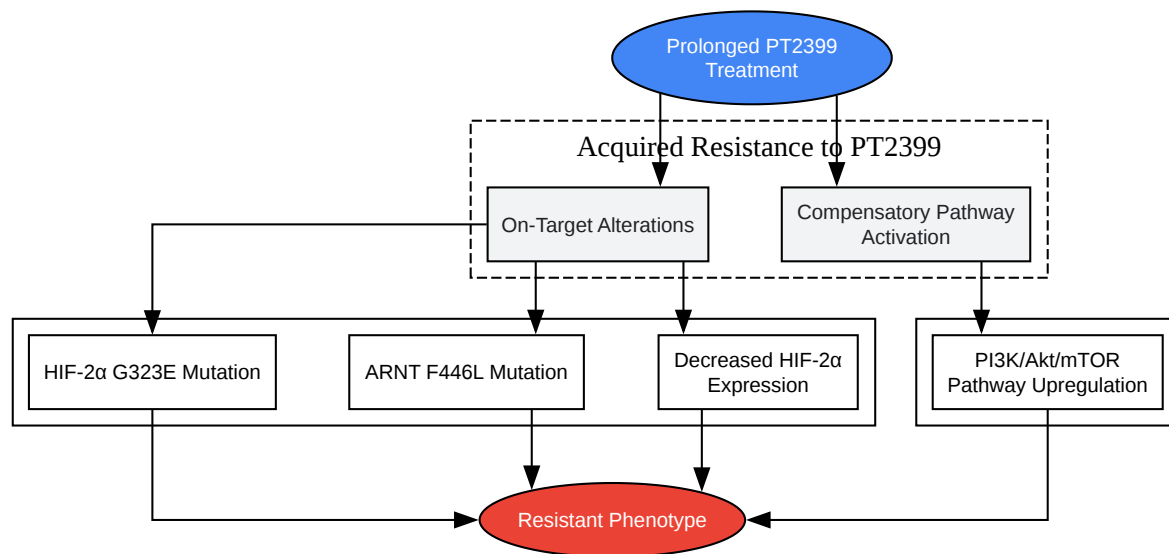 Prolonged PT2399
Treatment
Acquired Resistance to PT2399
On-Target Alterations
Compensatory Pathway
Activation
HIF-2α G323E Mutation
ARNT F446L Mutation
Decreased HIF-2α
Expression
PI3K/Akt/mTOR
Pathway Upregulation
Resistant Phenotype